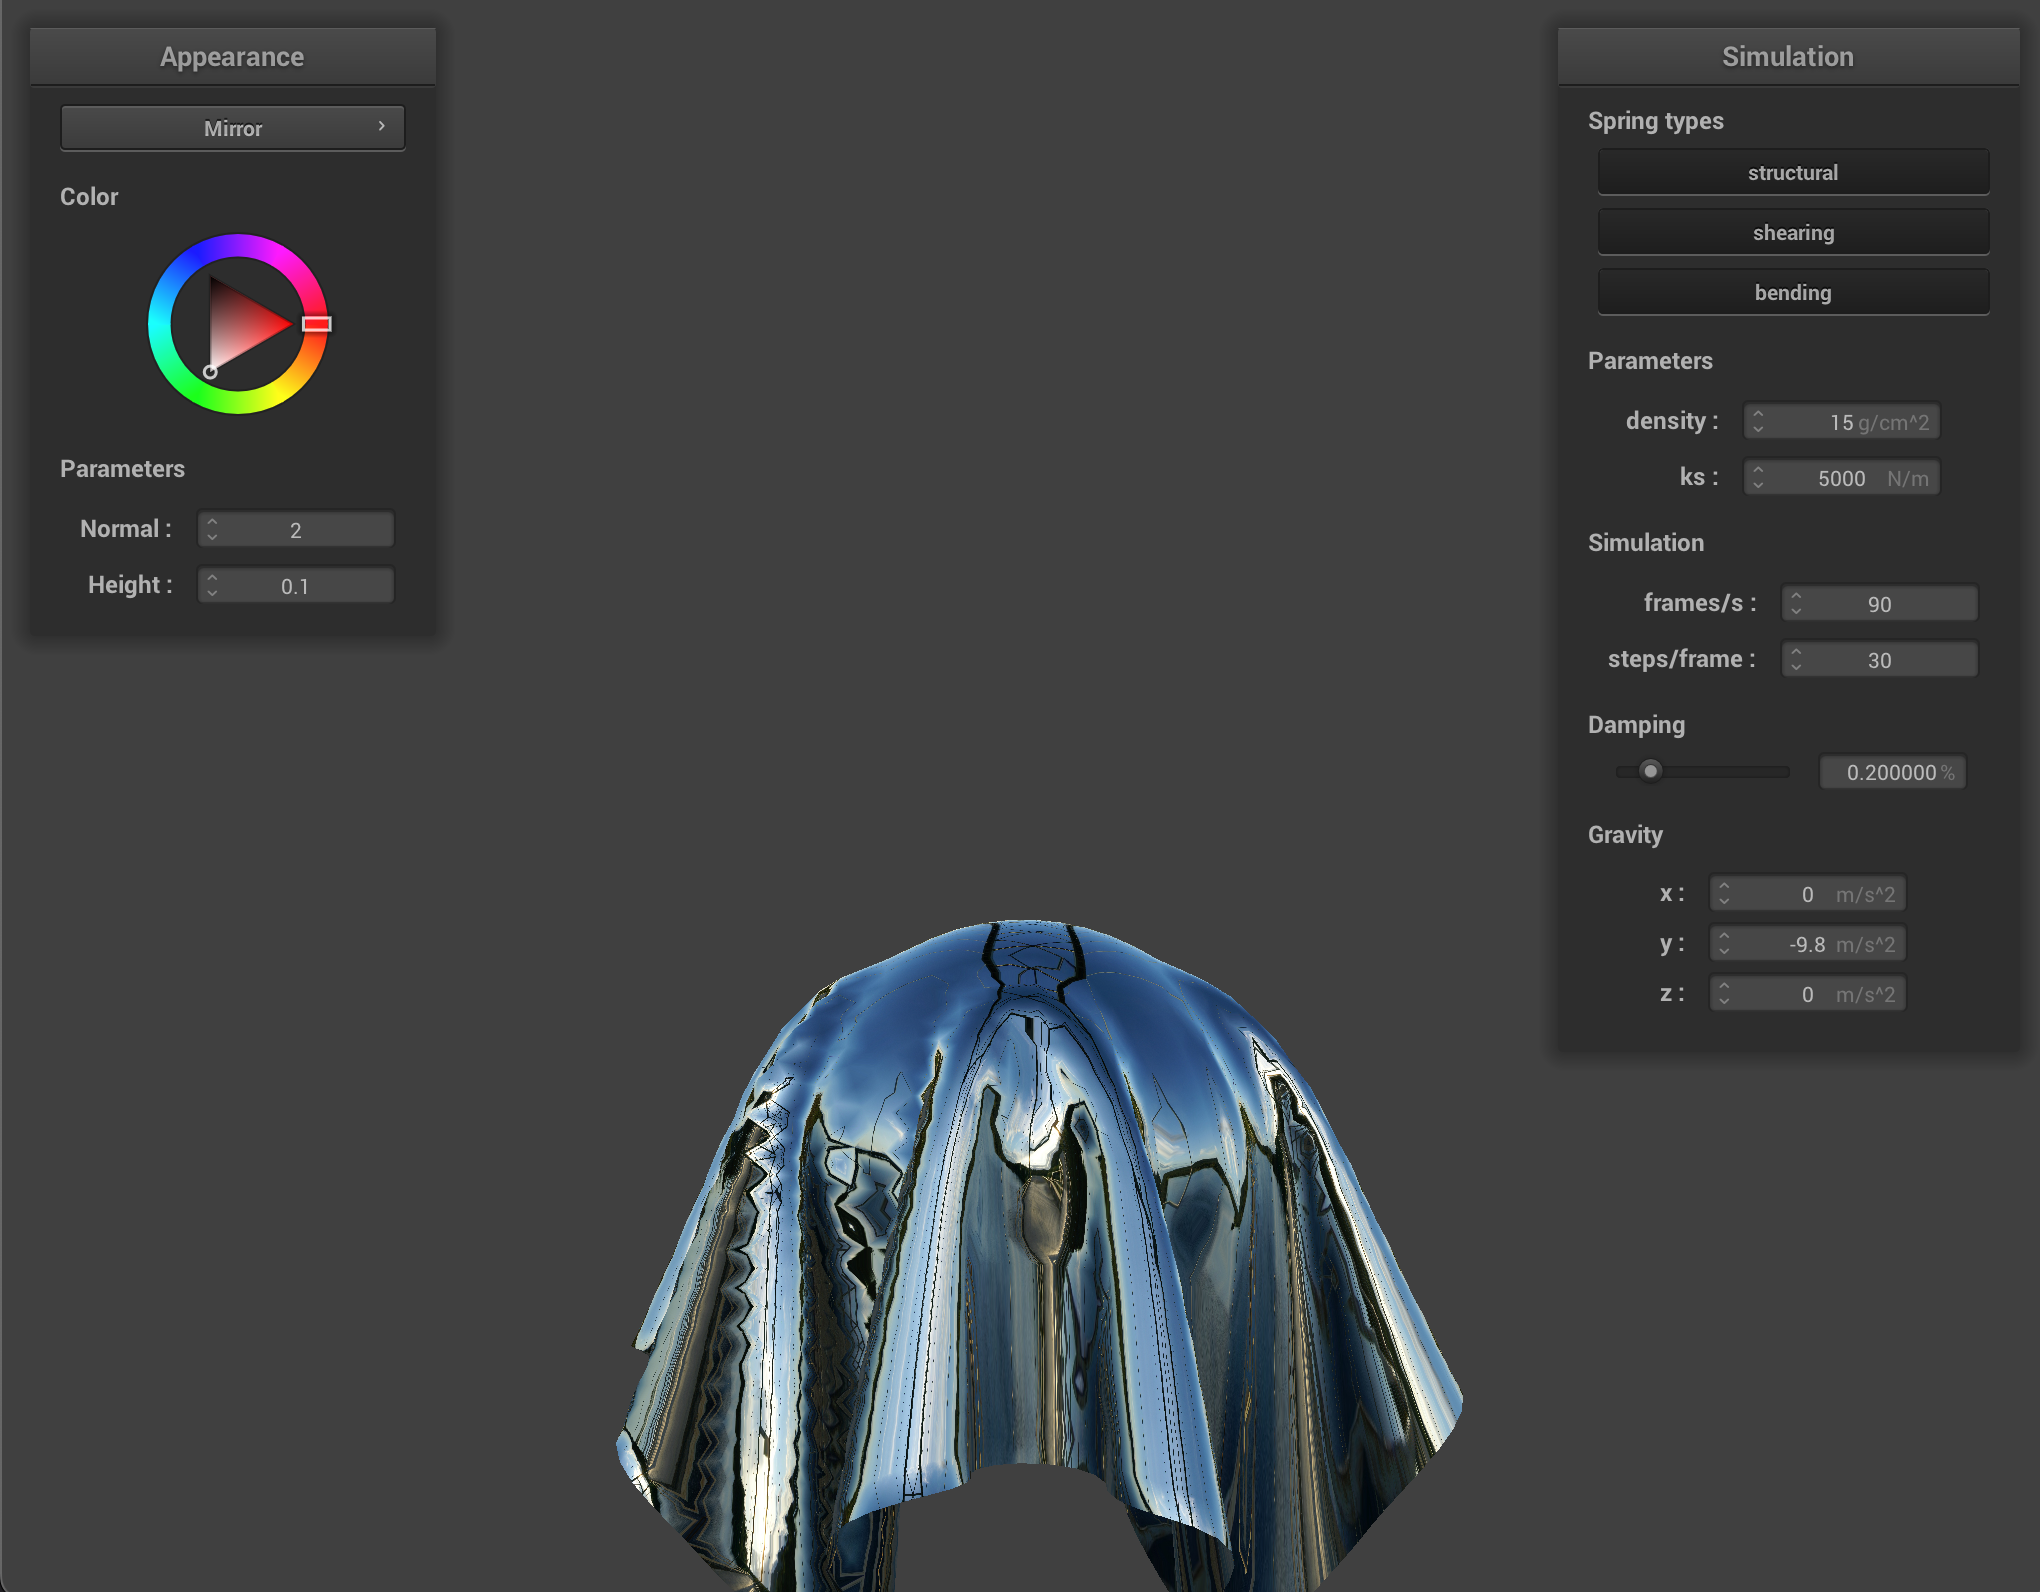 Appearance
Mirror
Color
Parameters
Normal : 2
Height : 0.1
Simulation
Spring types
structural
shearing
bending
Parameters
density : 15 g/cm^2
ks : 5000 N/m
Simulation
frames/s : 90
steps/frame : 30
Damping
0.200000 %
Gravity
x : 0 m/s^2
y : -9.8 m/s^2
z : 0 m/s^2